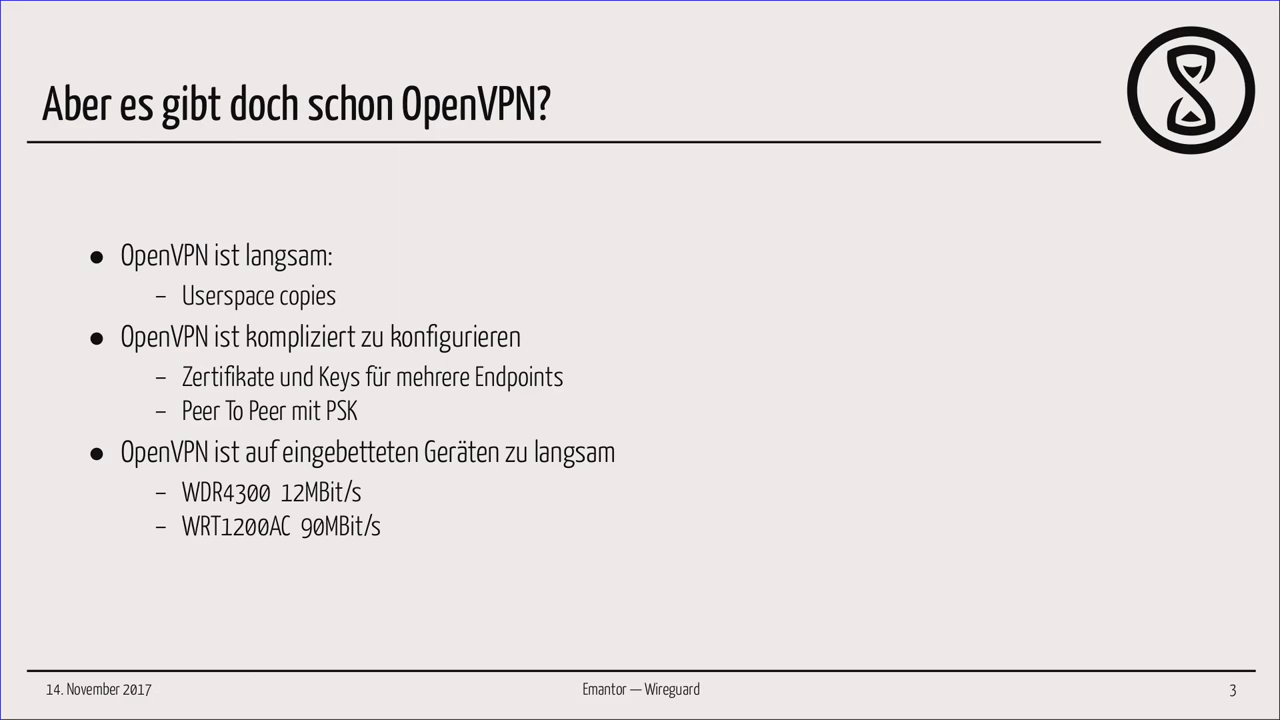 Aber es gibt doch schon OpenVPN?
● OpenVPN ist langsam:
– Userspace copies
● OpenVPN ist kompliziert zu konfigurieren
– Zertifikate und Keys für mehrere Endpoints
– Peer To Peer mit PSK
● OpenVPN ist auf eingebetteten Geräten zu langsam
– WDR4300 12MBit/s
– WRT1200AC 90MBit/s
14. November 2017
Emantor — Wireguard
3